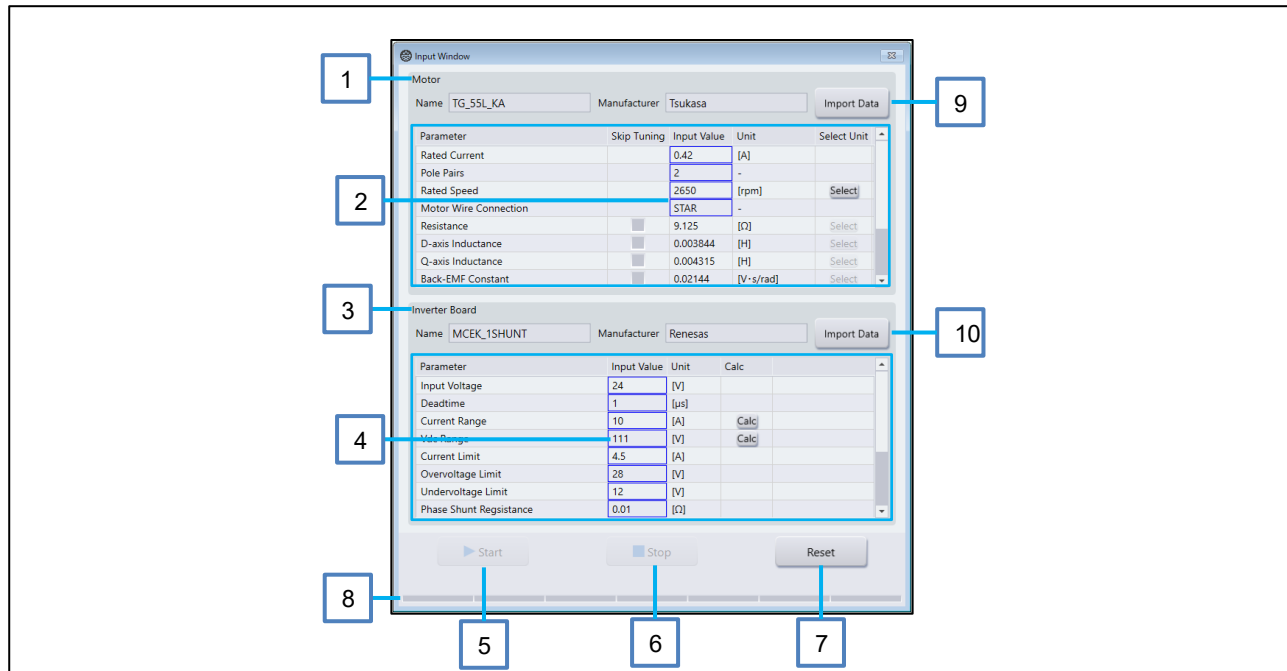 Input Window
1
Motor
Name TG_55L_KA Manufacturer Tsukasa Import Data
9
Parameter Skip Tuning Input Value Unit Select Unit
Rated Current 0.42 [A]
Pole Pairs 2 -
Rated Speed 2650 [rpm] Select
2
Motor Wire Connection STAR -
Resistance 9.125 [Ω] Select
D-axis Inductance 0.003844 [H] Select
Q-axis Inductance 0.004315 [H] Select
Back-EMF Constant 0.02144 [V·s/rad] Select
3
Inverter Board
Name MCEK_1SHUNT Manufacturer Renesas Import Data
10
Parameter Input Value Unit Calc
Input Voltage 24 [V]
Deadtime 1 [µs]
Current Range 10 [A] Calc
4
Vdc Range 111 [V] Calc
Current Limit 4.5 [A]
Overvoltage Limit 28 [V]
Undervoltage Limit 12 [V]
Phase Shunt Regsistance 0.01 [Ω]
Start Stop Reset
8
5 6 7